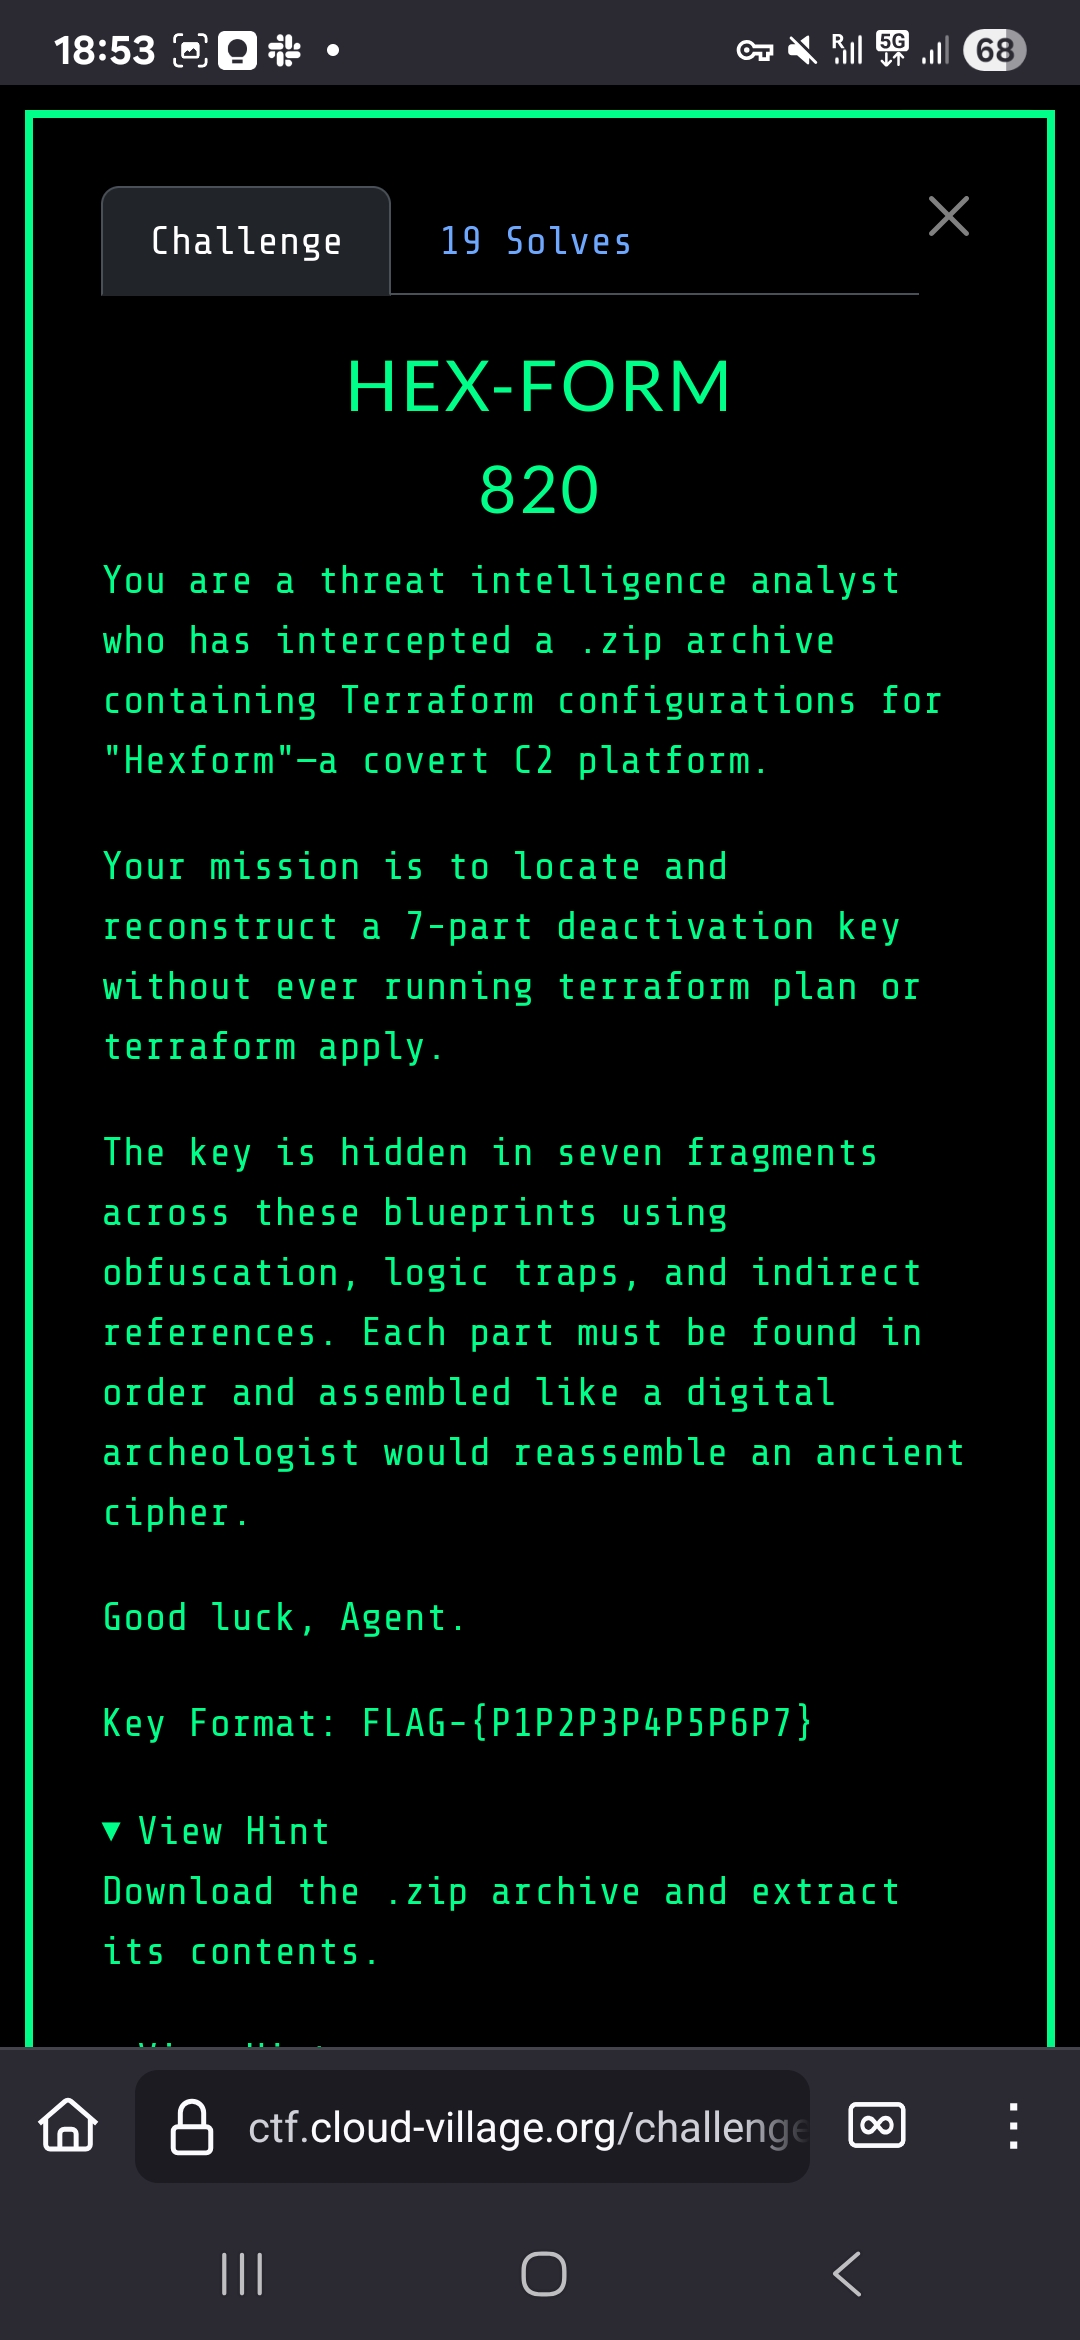 18:53
R
5G
68
Challenge
19 Solves
HEX-FORM
820
You are a threat intelligence analyst
who has intercepted a .zip archive
containing Terraform configurations for
"Hexform"—a covert C2 platform.
Your mission is to locate and
reconstruct a 7-part deactivation key
without ever running terraform plan or
terraform apply.
The key is hidden in seven fragments
across these blueprints using
obfuscation, logic traps, and indirect
references. Each part must be found in
order and assembled like a digital
archeologist would reassemble an ancient
cipher.
Good luck, Agent.
Key Format: FLAG-{P1P2P3P4P5P6P7}
▼ View Hint
Download the .zip archive and extract
its contents.
ctf.cloud-village.org/challenge